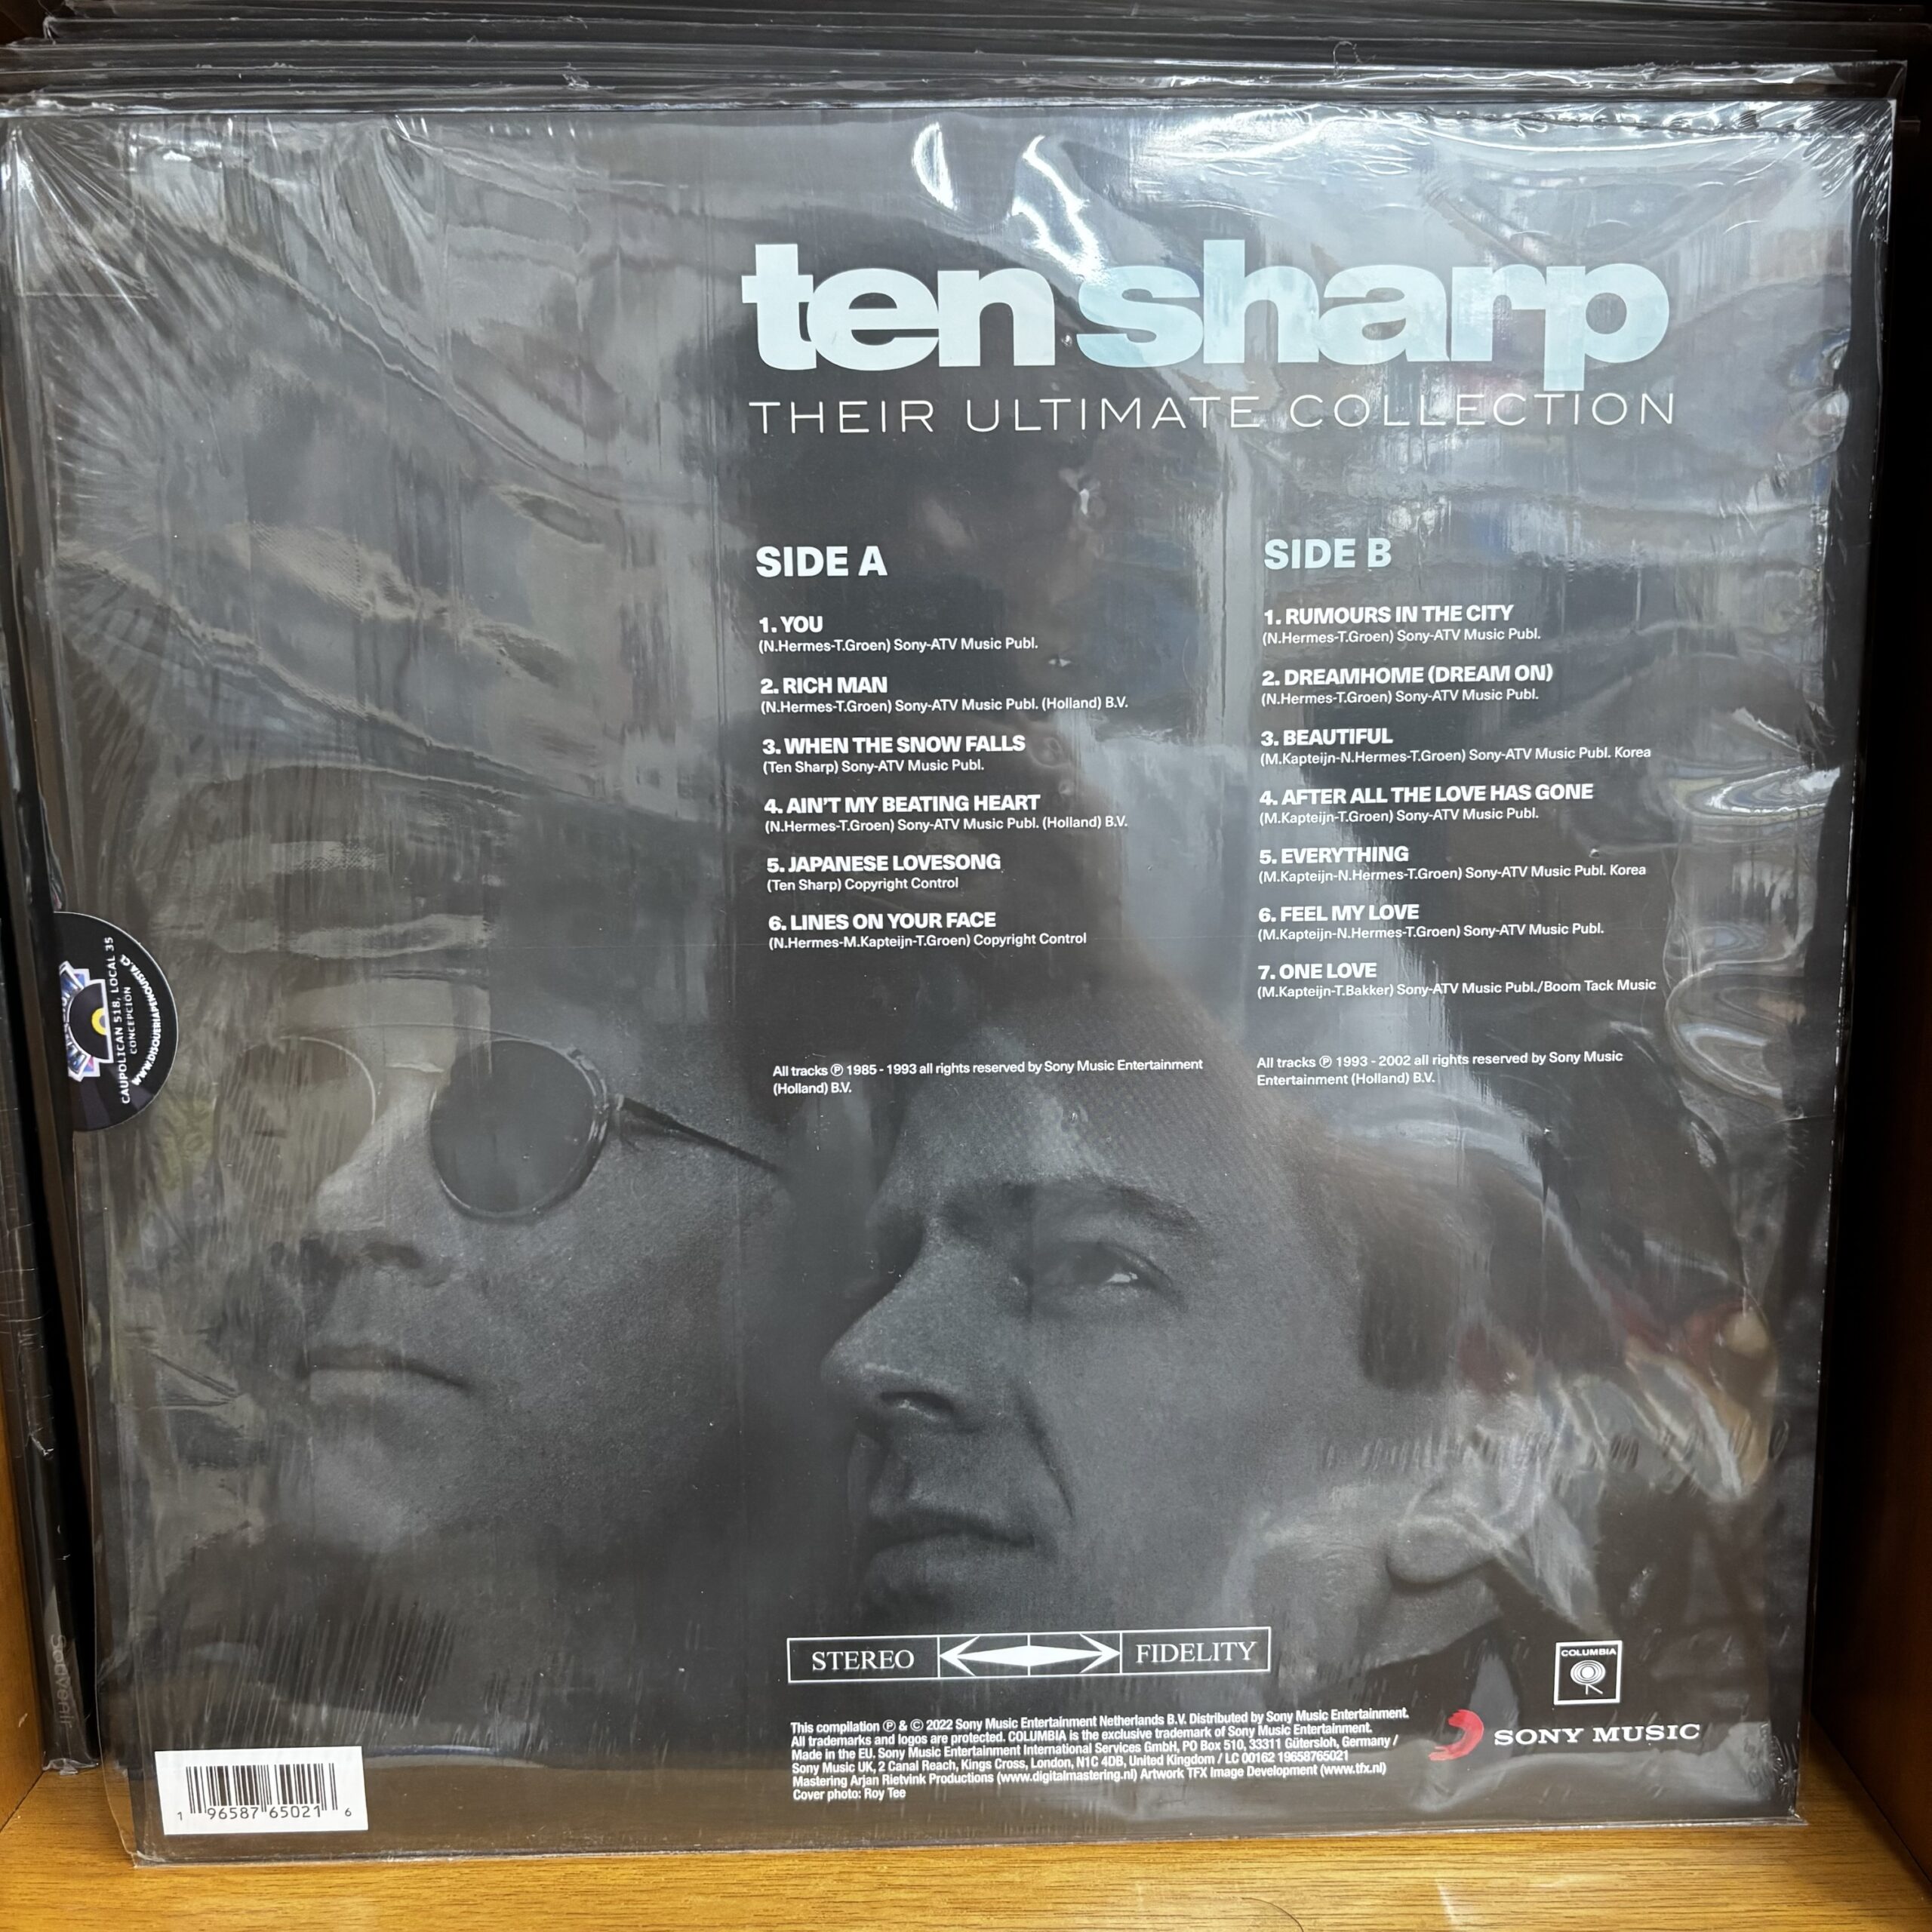 ten sharp
THEIR ULTIMATE COLLECTION
SIDE A
1. YOU
(N.Hermes-T.Groen) Sony-ATV Music Publ.
2. RICH MAN
(N.Hermes-T.Groen) Sony-ATV Music Publ. (Holland) B.V.
3. WHEN THE SNOW FALLS
(Ten Sharp) Sony-ATV Music Publ.
4. AIN'T MY BEATING HEART
(N.Hermes-T.Groen) Sony-ATV Music Publ. (Holland) B.V.
5. JAPANESE LOVESONG
(Ten Sharp) Copyright Control
6. LINES ON YOUR FACE
(N.Hermes-M.Kapteijn-T.Groen) Copyright Control
All tracks ℗ 1985 - 1993 all rights reserved by Sony Music Entertainment
(Holland) B.V.
SIDE B
1. RUMOURS IN THE CITY
(N.Hermes-T.Groen) Sony-ATV Music Publ.
2. DREAMHOME (DREAM ON)
(N.Hermes-T.Groen) Sony-ATV Music Publ.
3. BEAUTIFUL
(M.Kapteijn-N.Hermes-T.Groen) Sony-ATV Music Publ. Korea
4. AFTER ALL THE LOVE HAS GONE
(M.Kapteijn-T.Groen) Sony-ATV Music Publ.
5. EVERYTHING
(M.Kapteijn-N.Hermes-T.Groen) Sony-ATV Music Publ. Korea
6. FEEL MY LOVE
(M.Kapteijn-N.Hermes-T.Groen) Sony-ATV Music Publ.
7. ONE LOVE
(M.Kapteijn-T.Bakker) Sony-ATV Music Publ./Boom Tack Music
All tracks ℗ 1993 - 2002 all rights reserved by Sony Music
Entertainment (Holland) B.V.
CAUPOLICAN 518, LOCAL 35
CONCEPCIÓN
STEREO FIDELITY
COLUMBIA
SONY MUSIC
This compilation ℗ & © 2022 Sony Music Entertainment Netherlands B.V. Distributed by Sony Music Entertainment.
All trademarks and logos are protected. COLUMBIA is the exclusive trademark of Sony Music Entertainment.
Made in the EU. Sony Music Entertainment International Services GmbH, PO Box 510, 33311 Gütersloh, Germany /
Sony Music UK, 2 Canal Reach, Kings Cross, London, N1C 4DB, United Kingdom / LC 00162 19658765021
Mastering Arjan Rietvink Productions (www.digitalmastering.nl) Artwork TFX Image Development (www.tfx.nl)
Cover photo: Roy Tee
1 96587 65021 6
Souvenir